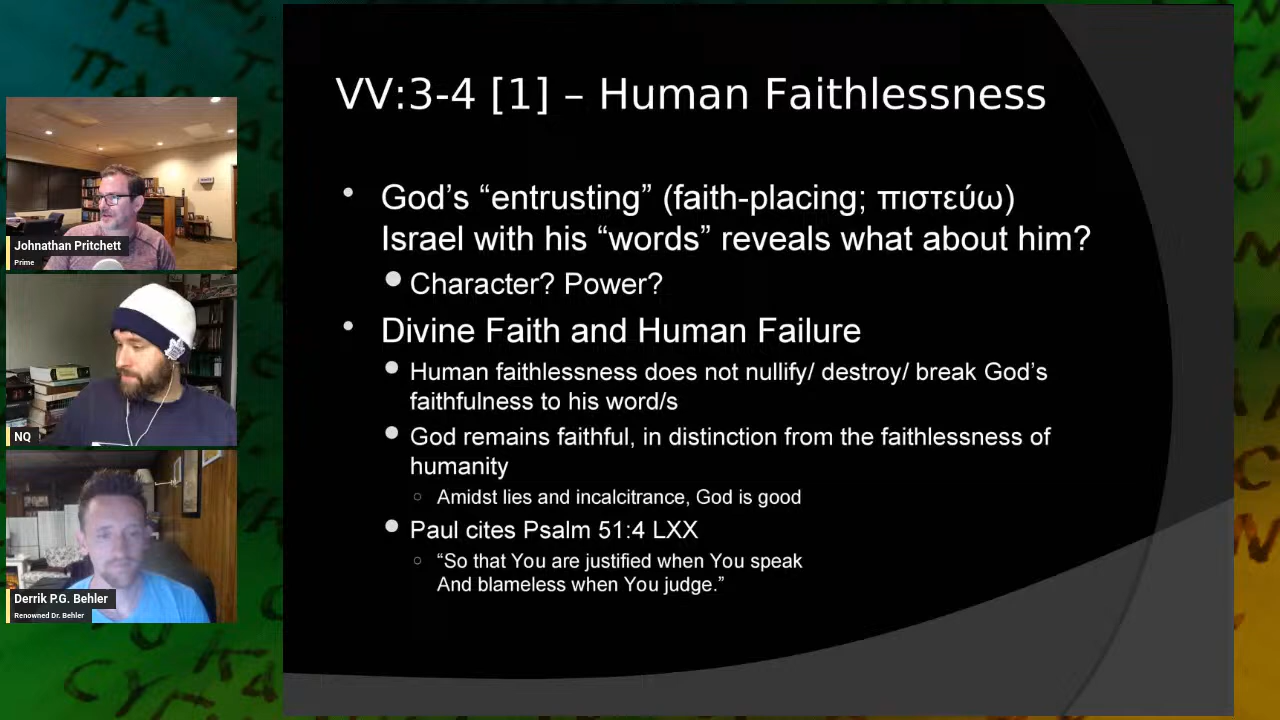 VV:3-4 [1] – Human Faithlessness
• God’s “entrusting” (faith-placing; πιστεύω)
Israel with his “words” reveals what about him?
• Character? Power?
• Divine Faith and Human Failure
• Human faithlessness does not nullify/ destroy/ break God’s
faithfulness to his word/s
• God remains faithful, in distinction from the faithlessness of
humanity
○ Amidst lies and incalcitrance, God is good
• Paul cites Psalm 51:4 LXX
○ “So that You are justified when You speak
And blameless when You judge.”
Johnathan Pritchett
Prime
NQ
Derrik P.G. Behler
Renowned Dr. Behler